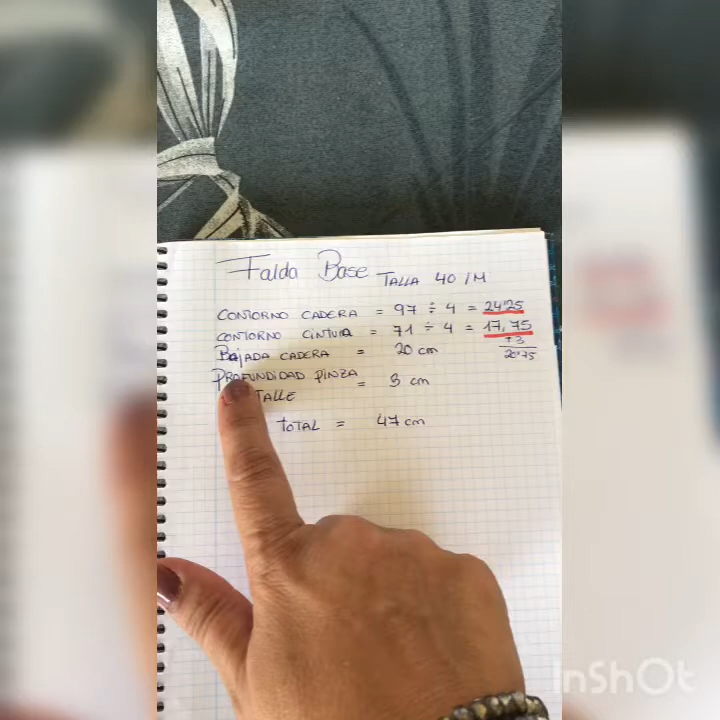 Falda Base TALLA 40/M
CONTORNO CADERA = 97 ÷ 4 = 24'25
CONTORNO CINTURA = 71 ÷ 4 = 17,75
+3
20'75
BAJADA CADERA = 20 cm
PROFUNDIDAD PINZA = 3 cm
TALLE
TOTAL = 47 cm
InShOt